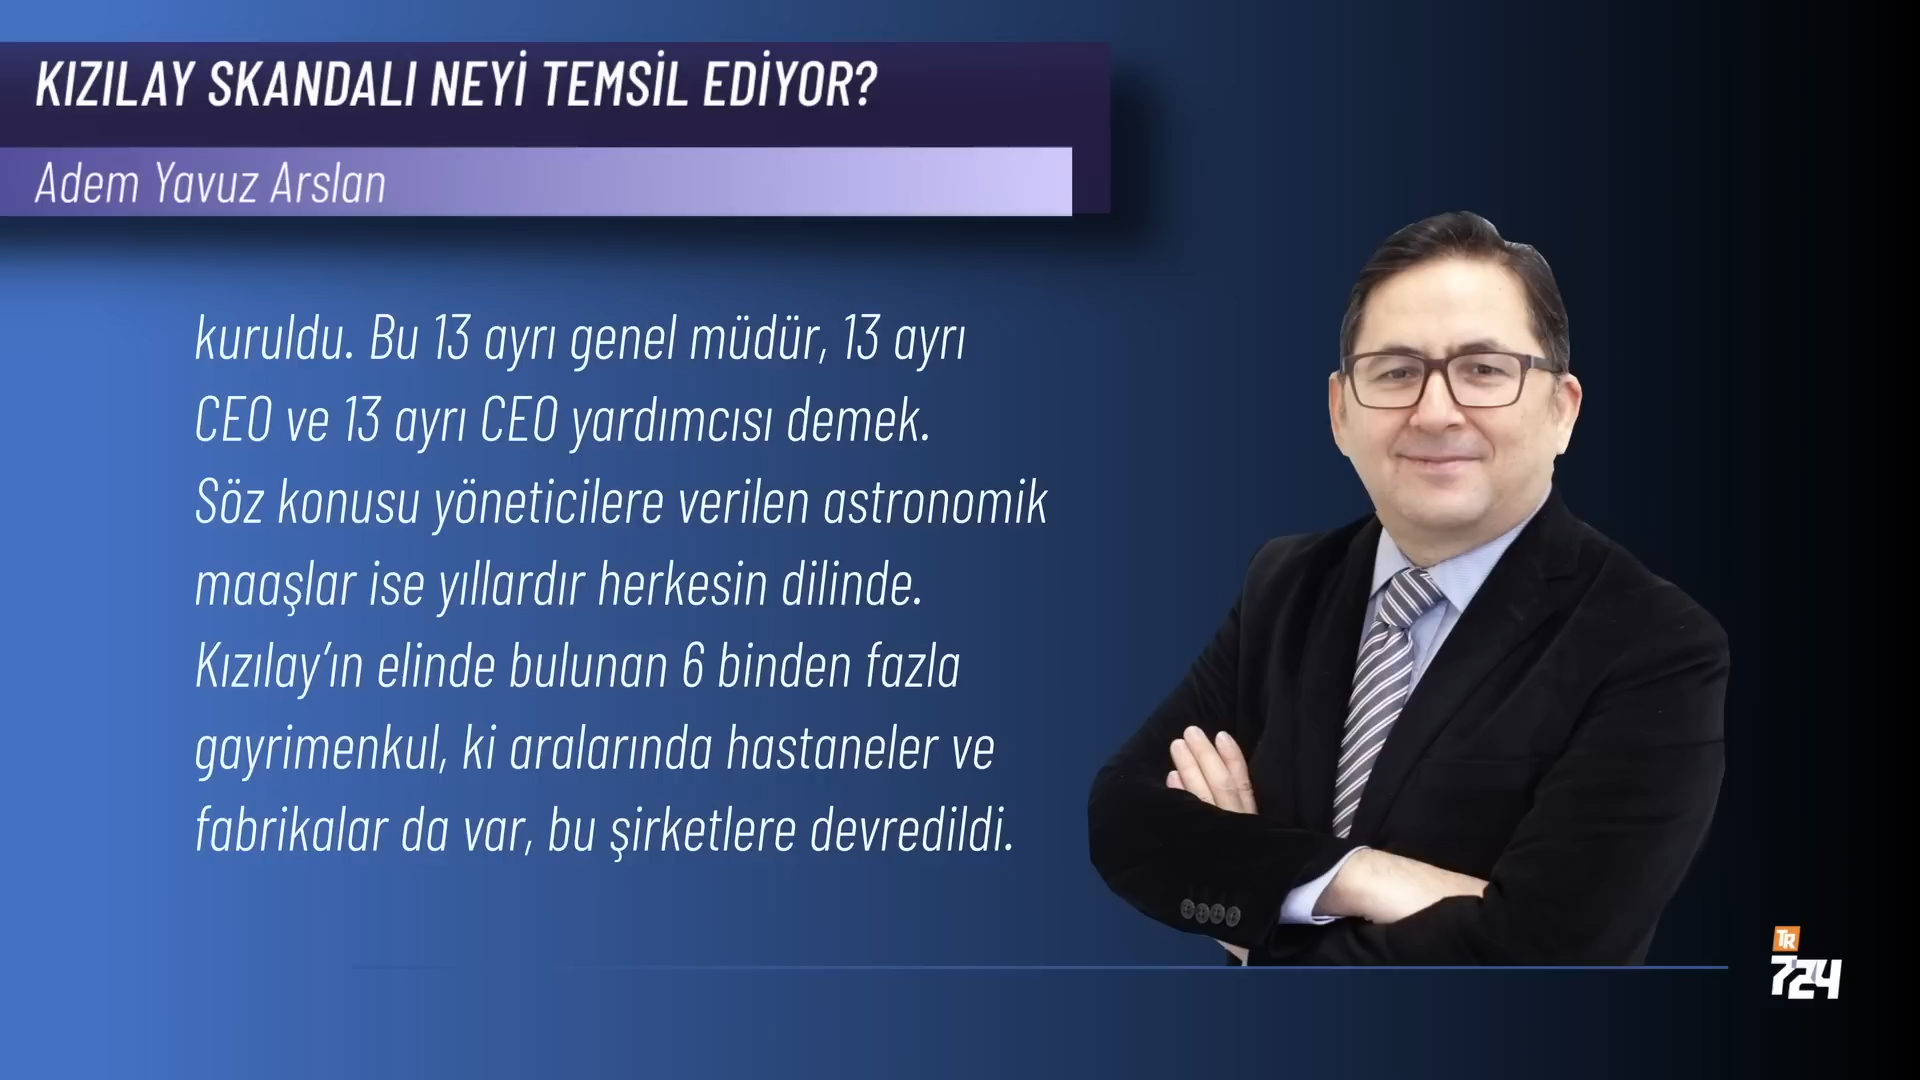 KIZILAY SKANDALI NEYİ TEMSİL EDİYOR?
Adem Yavuz Arslan
kuruldu. Bu 13 ayrı genel müdür, 13 ayrı
CEO ve 13 ayrı CEO yardımcısı demek.
Söz konusu yöneticilere verilen astronomik
maaşlar ise yıllardır herkesin dilinde.
Kızılay’ın elinde bulunan 6 binden fazla
gayrimenkul, ki aralarında hastaneler ve
fabrikalar da var, bu şirketlere devredildi.
TR
724